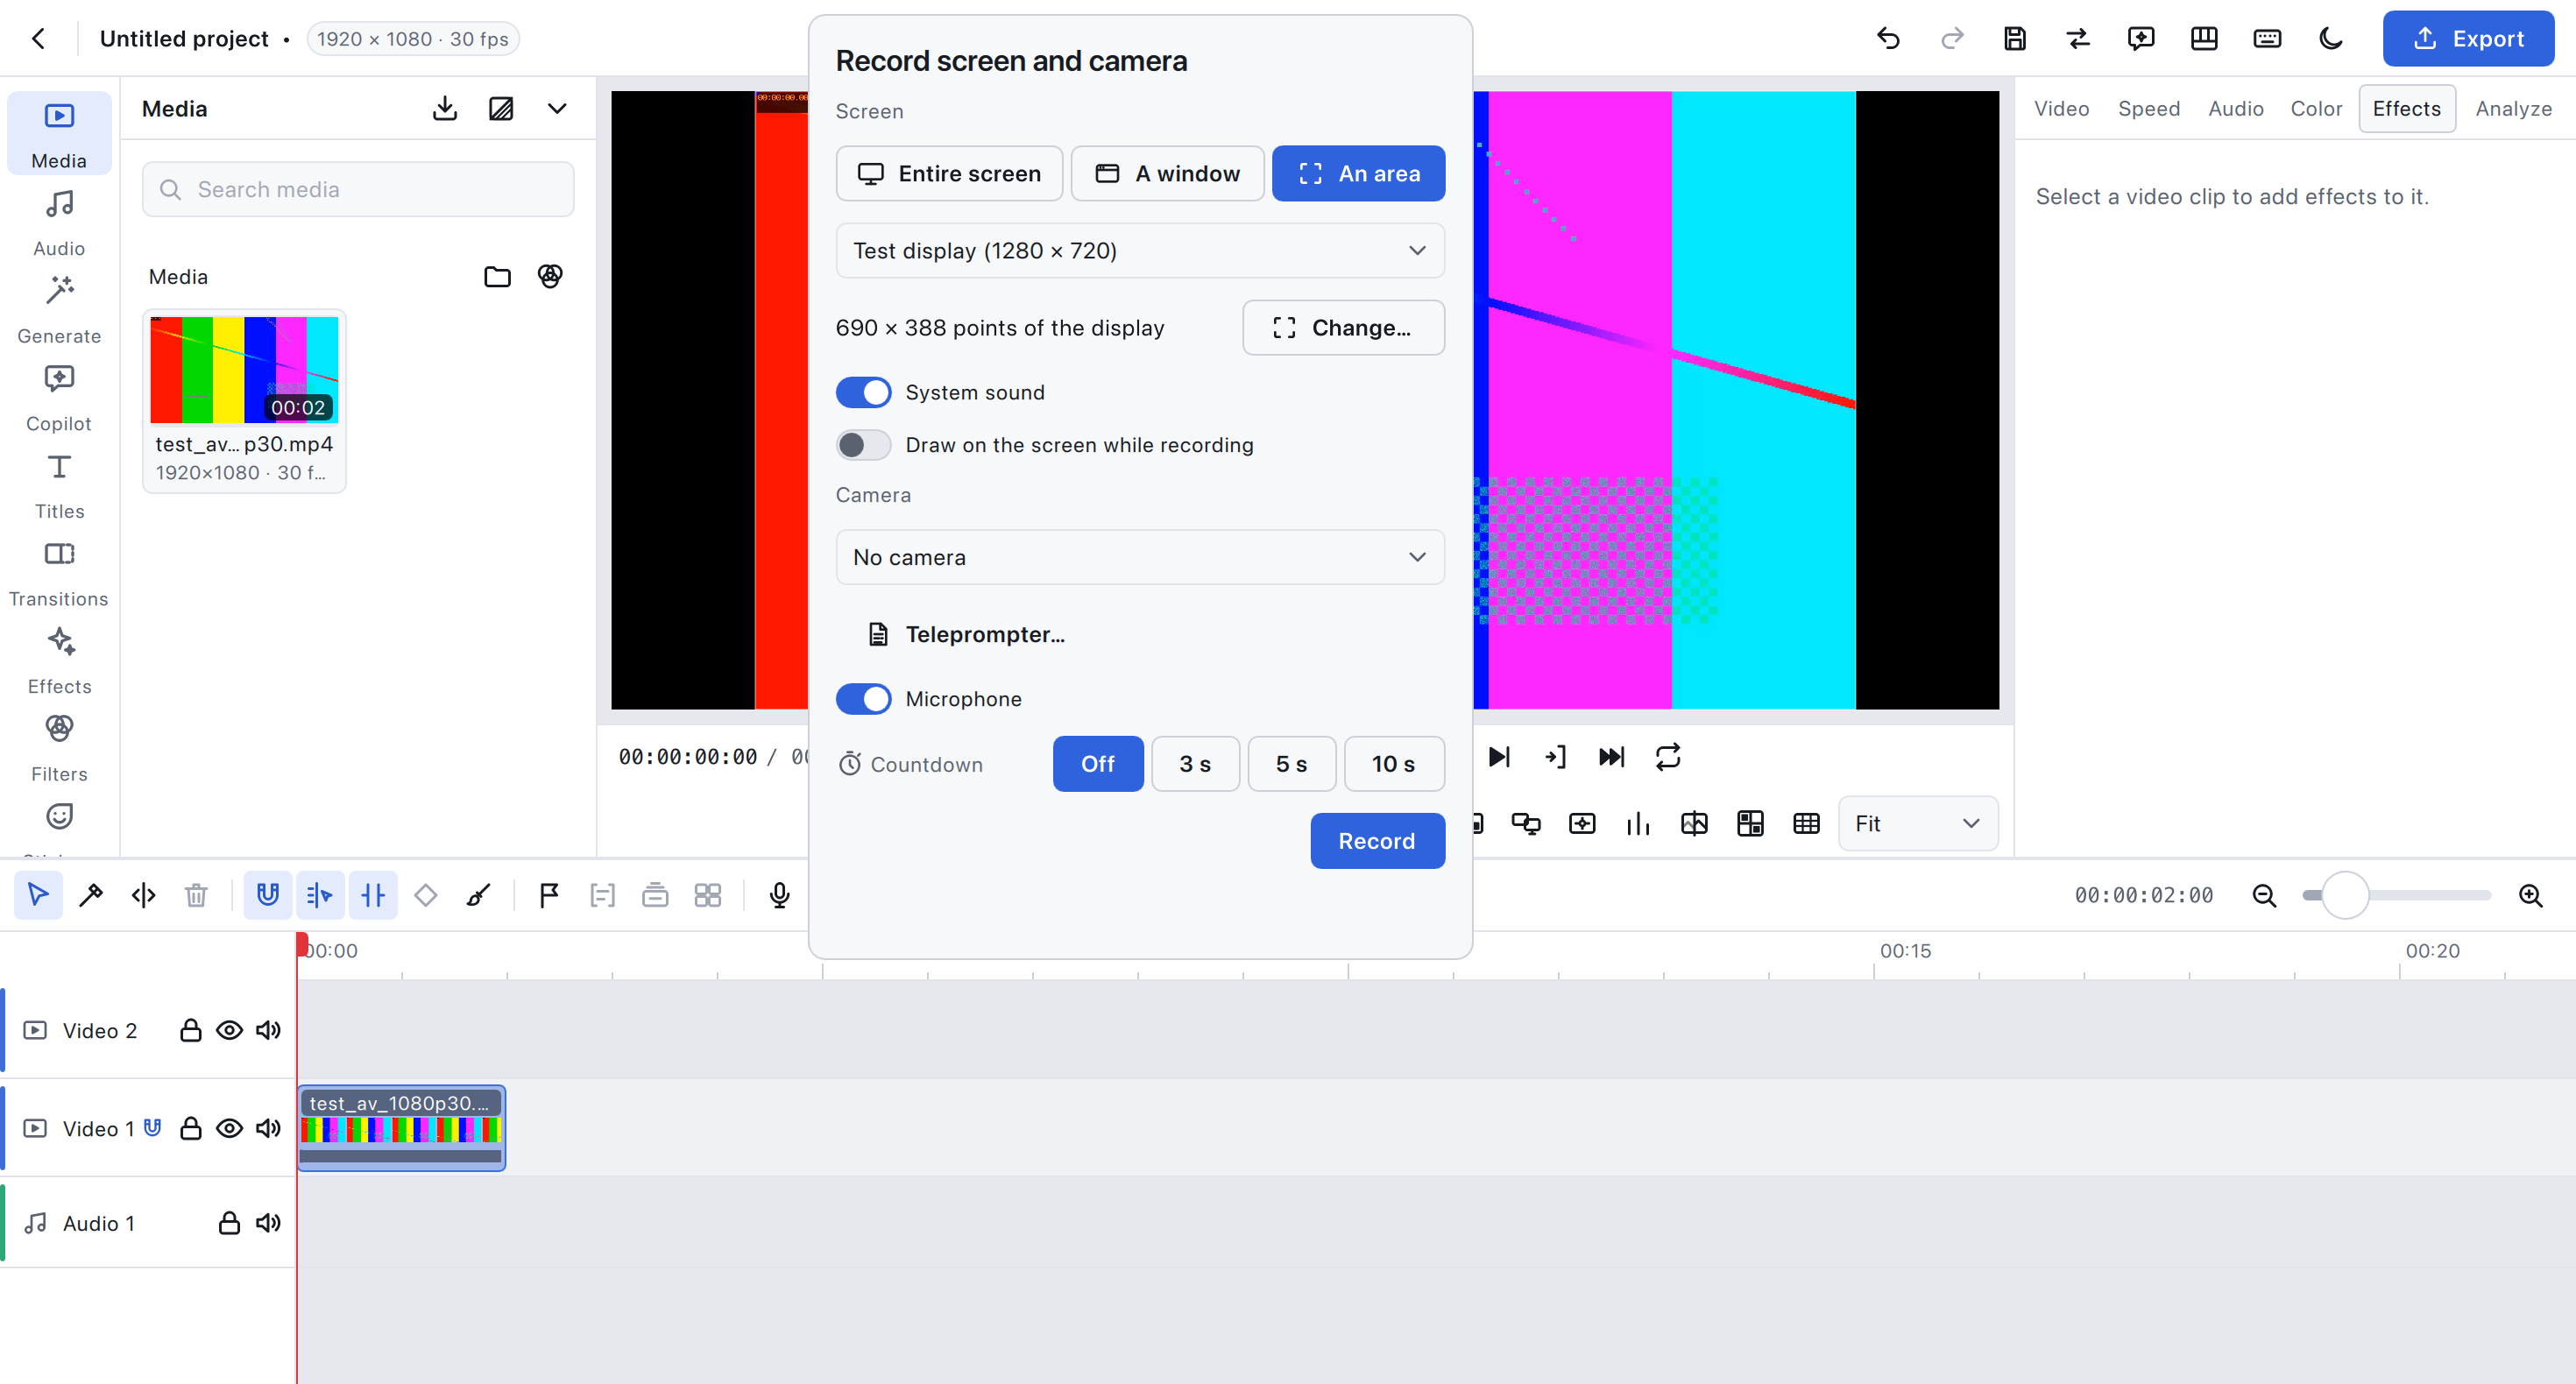 Untitled project • 1920 × 1080 · 30 fps
Export
Media
Audio
Generate
Copilot
Titles
Transitions
Effects
Filters
Media
Search media
Media
00:02
test_av… p30.mp4
1920×1080 · 30 f…
Record screen and camera
Screen
Entire screen
A window
An area
Test display (1280 × 720)
690 × 388 points of the display
Change…
System sound
Draw on the screen while recording
Camera
No camera
Teleprompter…
Microphone
Countdown
Off
3 s
5 s
10 s
Record
00:00:00:00 /
Fit
Video
Speed
Audio
Color
Effects
Analyze
Select a video clip to add effects to it.
00:00:02:00
00:00
00:15
00:20
Video 2
Video 1
test_av_1080p30.…
Audio 1